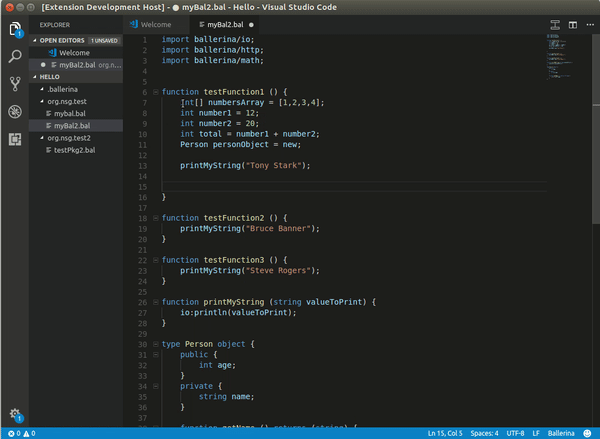 [Extension Development Host] - ● myBal2.bal - Hello - Visual Studio Code
EXPLORER
OPEN EDITORS 1 UNSAVED
Welcome
myBal2.bal org.n...
HELLO
.ballerina
org.nsg.test
mybal.bal
myBal2.bal
org.nsg.test2
testPkg2.bal
Welcome
myBal2.bal
1 import ballerina/io;
2 import ballerina/http;
3 import ballerina/math;
4
5
6 function testFunction1 () {
7 int[] numbersArray = [1,2,3,4];
8 int number1 = 12;
9 int number2 = 20;
10 int total = number1 + number2;
11 Person personObject = new;
12
13 printMyString("Tony Stark");
14
15
16 }
17
18 function testFunction2 () {
19 printMyString("Bruce Banner");
20 }
21
22 function testFunction3 () {
23 printMyString("Steve Rogers");
24 }
25
26 function printMyString (string valueToPrint) {
27 io:println(valueToPrint);
28 }
29
30 type Person object {
31 public {
32 int age;
33 }
34 private {
35 string name;
36 }
37
1
1
0 0
Ln 15, Col 5 Spaces: 4 UTF-8 LF Ballerina